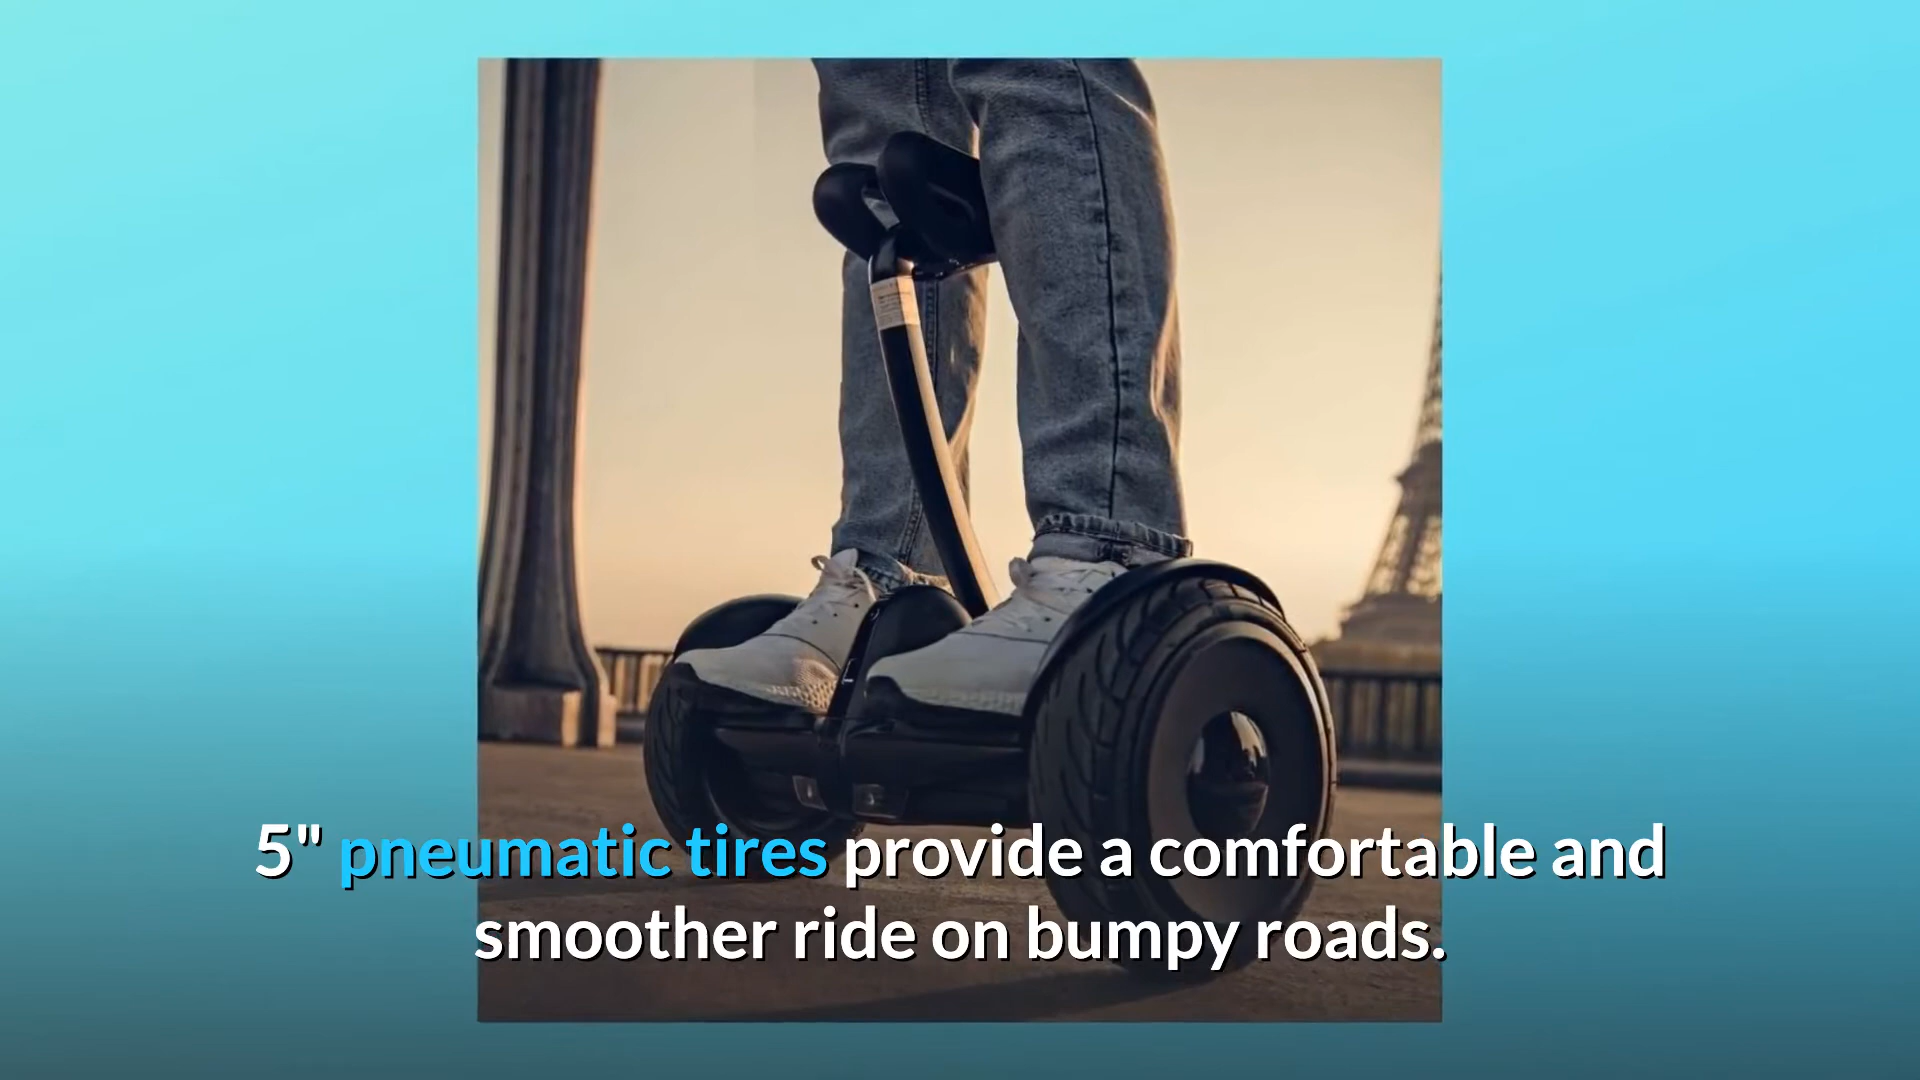 5" pneumatic tires provide a comfortable and
smoother ride on bumpy roads.